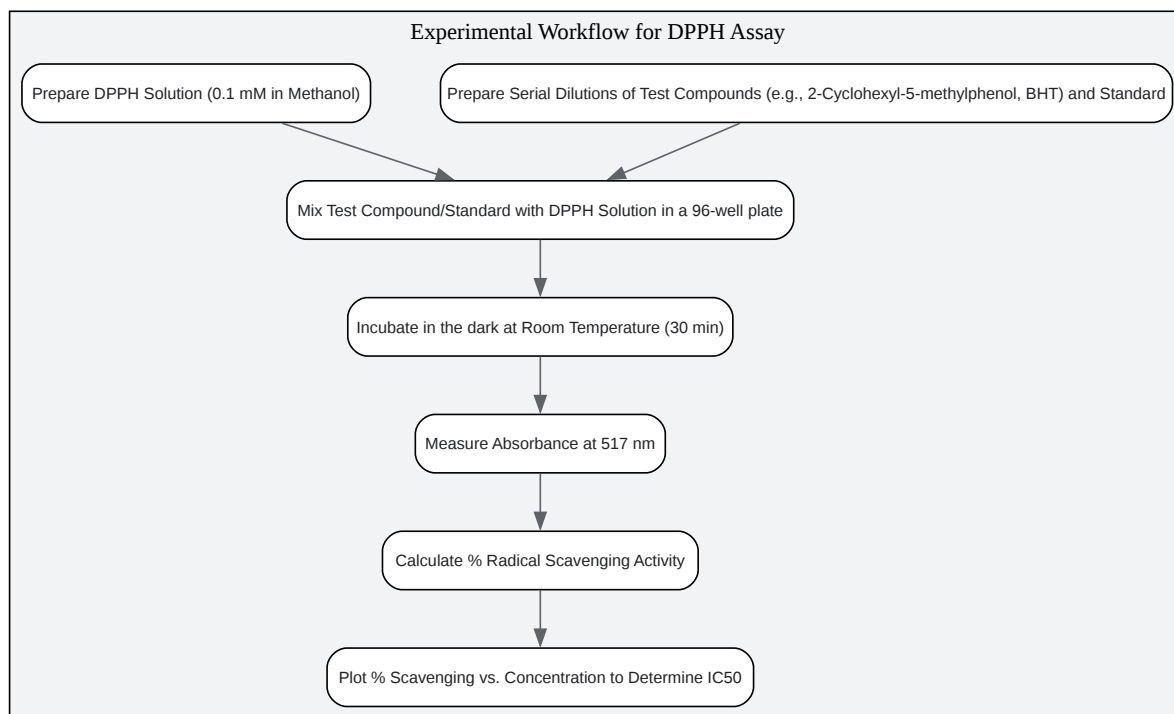 Experimental Workflow for DPPH Assay
Prepare DPPH Solution (0.1 mM in Methanol)
Prepare Serial Dilutions of Test Compounds (e.g., 2-Cyclohexyl-5-methylphenol, BHT) and Standard
Mix Test Compound/Standard with DPPH Solution in a 96-well plate
Incubate in the dark at Room Temperature (30 min)
Measure Absorbance at 517 nm
Calculate % Radical Scavenging Activity
Plot % Scavenging vs. Concentration to Determine IC50